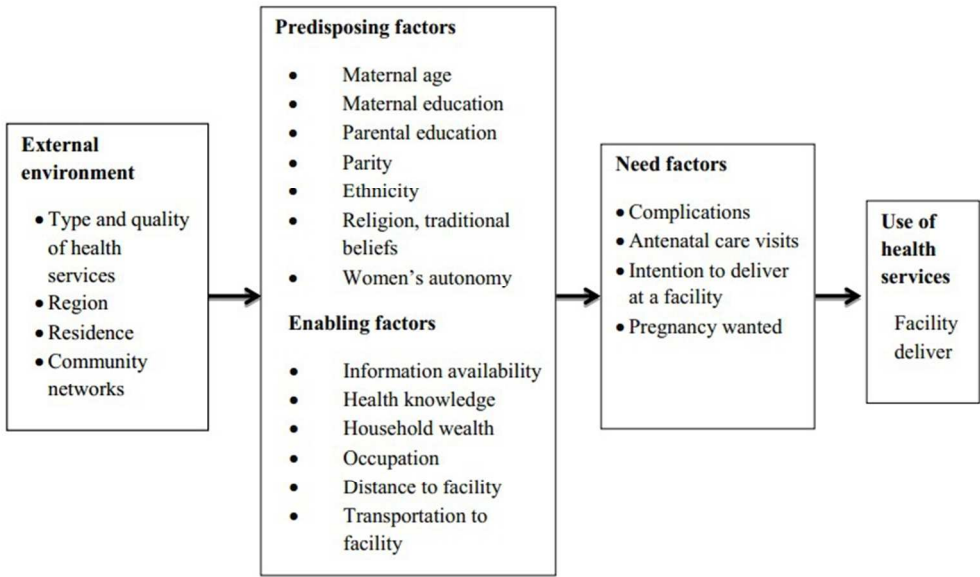 External
environment
• Type and quality
of health
services
• Region
• Residence
• Community
networks
Predisposing factors
• Maternal age
• Maternal education
• Parental education
• Parity
• Ethnicity
• Religion, traditional
beliefs
• Women's autonomy
Enabling factors
• Information availability
• Health knowledge
• Household wealth
• Occupation
• Distance to facility
• Transportation to
facility
Need factors
• Complications
• Antenatal care visits
• Intention to deliver
at a facility
• Pregnancy wanted
Use of
health
services
Facility
deliver